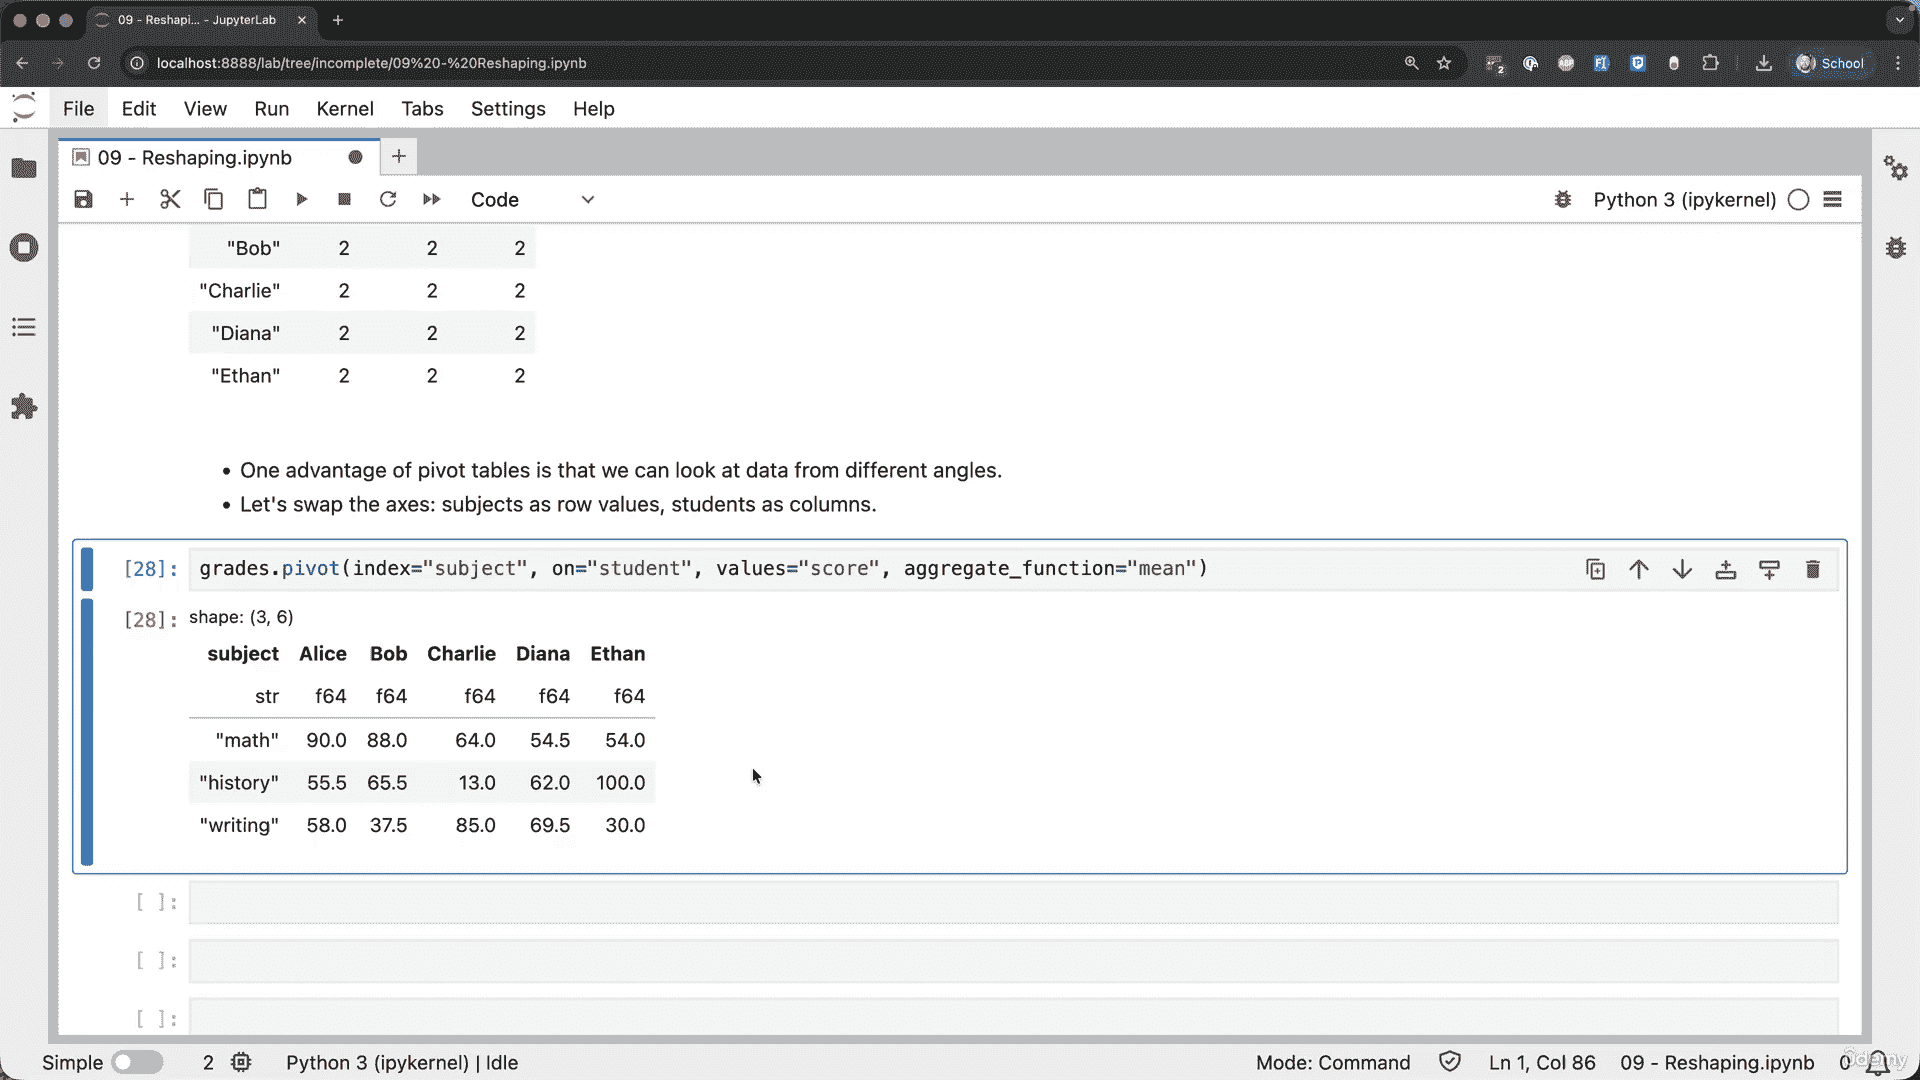 09 - Reshapi... - JupyterLab
localhost:8888/lab/tree/incomplete/09%20-%20Reshaping.ipynb
2
School
File Edit View Run Kernel Tabs Settings Help
09 - Reshaping.ipynb
Code
Python 3 (ipykernel)
"Bob" 2 2 2
"Charlie" 2 2 2
"Diana" 2 2 2
"Ethan" 2 2 2
• One advantage of pivot tables is that we can look at data from different angles.
• Let's swap the axes: subjects as row values, students as columns.
[28]: grades.pivot(index="subject", on="student", values="score", aggregate_function="mean")
[28]: shape: (3, 6)
subject Alice Bob Charlie Diana Ethan
str f64 f64 f64 f64 f64
"math" 90.0 88.0 64.0 54.5 54.0
"history" 55.5 65.5 13.0 62.0 100.0
"writing" 58.0 37.5 85.0 69.5 30.0
[ ]:
[ ]:
[ ]:
Simple 2 Python 3 (ipykernel) | Idle Mode: Command Ln 1, Col 86 09 - Reshaping.ipynb 0
udemy